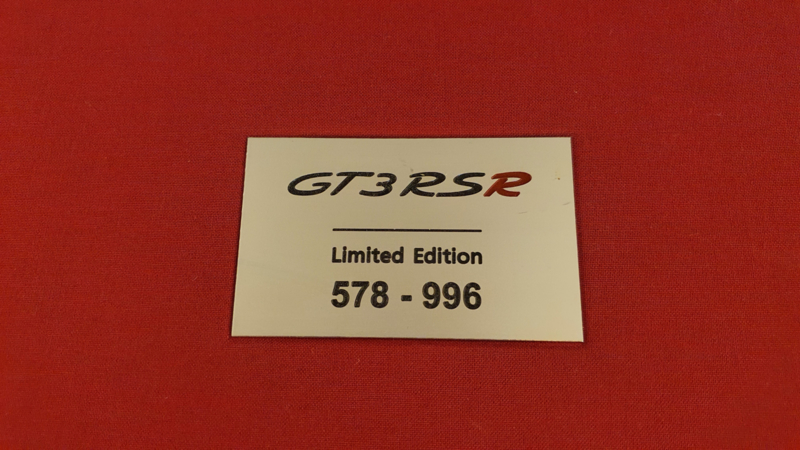 GT3RSR
Limited Edition
578 - 996